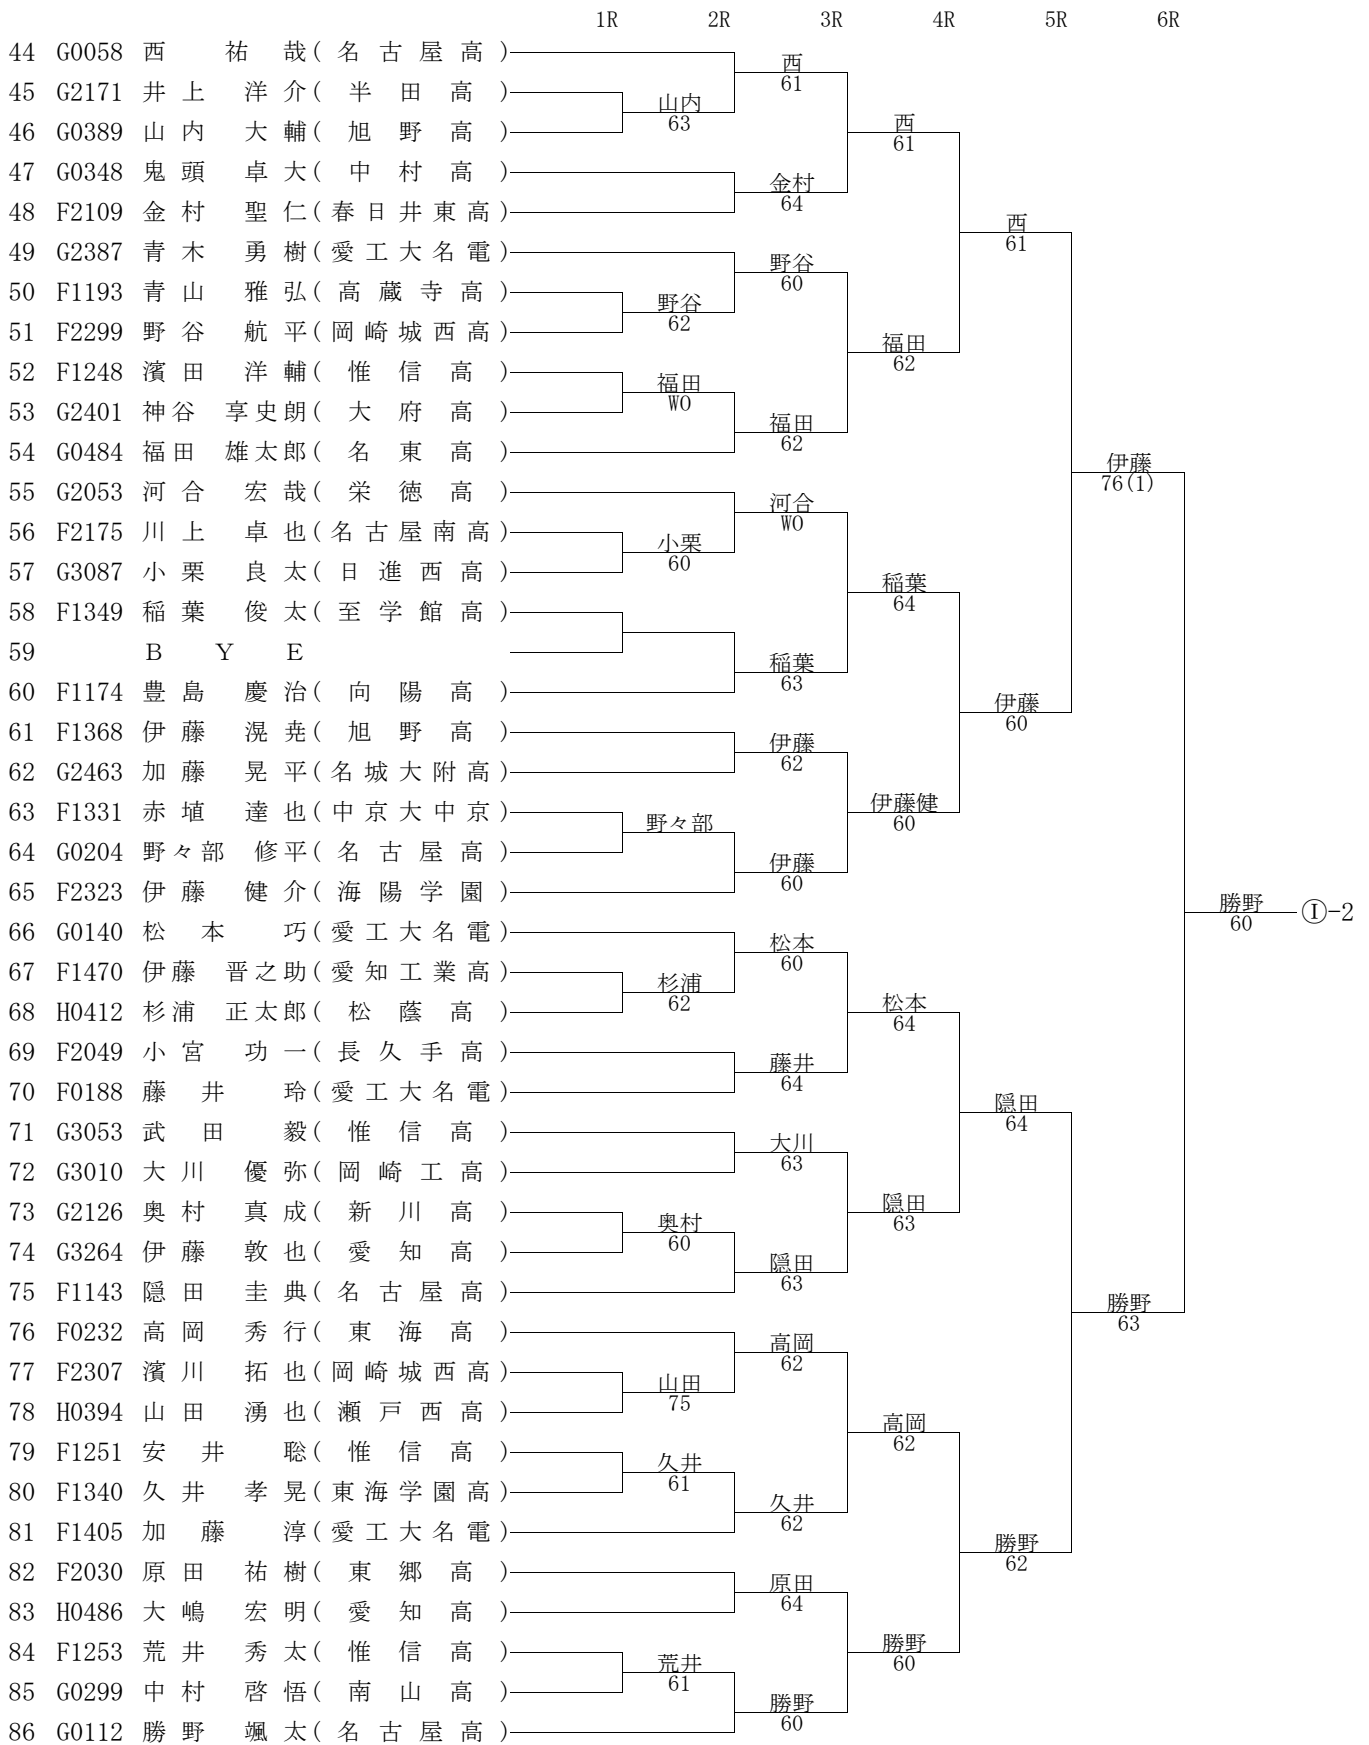 1R 2R 3R 4R 5R 6R
44 G0058 西 祐 哉(名古屋高)
西
61
45 G2171 井上 洋介(半田高)
山内
63
46 G0389 山内 大輔(旭野高)
西
61
47 G0348 鬼頭 卓大(中村高)
金村
64
48 F2109 金村 聖仁(春日井東高)
西
61
49 G2387 青木 勇樹(愛工大名電)
野谷
60
50 F1193 青山 雅弘(高蔵寺高)
野谷
62
51 F2299 野谷 航平(岡崎城西高)
福田
62
52 F1248 濱田 洋輔(惟信高)
福田
WO
53 G2401 神谷 享史朗(大府高)
福田
62
54 G0484 福田 雄太郎(名東高)
伊藤
76(1)
55 G2053 河合 宏哉(栄徳高)
河合
WO
56 F2175 川上 卓也(名古屋南高)
小栗
60
57 G3087 小栗 良太(日進西高)
稲葉
64
58 F1349 稲葉 俊太(至学館高)
59 BYE
稲葉
63
60 F1174 豊島 慶治(向陽高)
伊藤
60
61 F1368 伊藤 滉尭(旭野高)
伊藤
62
62 G2463 加藤 晃平(名城大附高)
伊藤健
60
63 F1331 赤埴 達也(中京大中京)
野々部
64 G0204 野々部 修平(名古屋高)
伊藤
60
65 F2323 伊藤 健介(海陽学園)
勝野
60
Ⓘ-2
66 G0140 松本 巧(愛工大名電)
松本
60
67 F1470 伊藤 晋之助(愛知工業高)
杉浦
62
68 H0412 杉浦 正太郎(松蔭高)
松本
64
69 F2049 小宮 功一(長久手高)
藤井
64
70 F0188 藤井 玲(愛工大名電)
隠田
64
71 G3053 武田 毅(惟信高)
大川
63
72 G3010 大川 優弥(岡崎工高)
隠田
63
73 G2126 奥村 真成(新川高)
奥村
60
74 G3264 伊藤 敦也(愛知高)
隠田
63
75 F1143 隠田 圭典(名古屋高)
勝野
63
76 F0232 高岡 秀行(東海高)
高岡
62
77 F2307 濱川 拓也(岡崎城西高)
山田
75
78 H0394 山田 湧也(瀬戸西高)
高岡
62
79 F1251 安井 聡(惟信高)
久井
61
80 F1340 久井 孝晃(東海学園高)
久井
62
81 F1405 加藤 淳(愛工大名電)
勝野
62
82 F2030 原田 祐樹(東郷高)
原田
64
83 H0486 大嶋 宏明(愛知高)
勝野
60
84 F1253 荒井 秀太(惟信高)
荒井
61
85 G0299 中村 啓悟(南山高)
勝野
60
86 G0112 勝野 颯太(名古屋高)